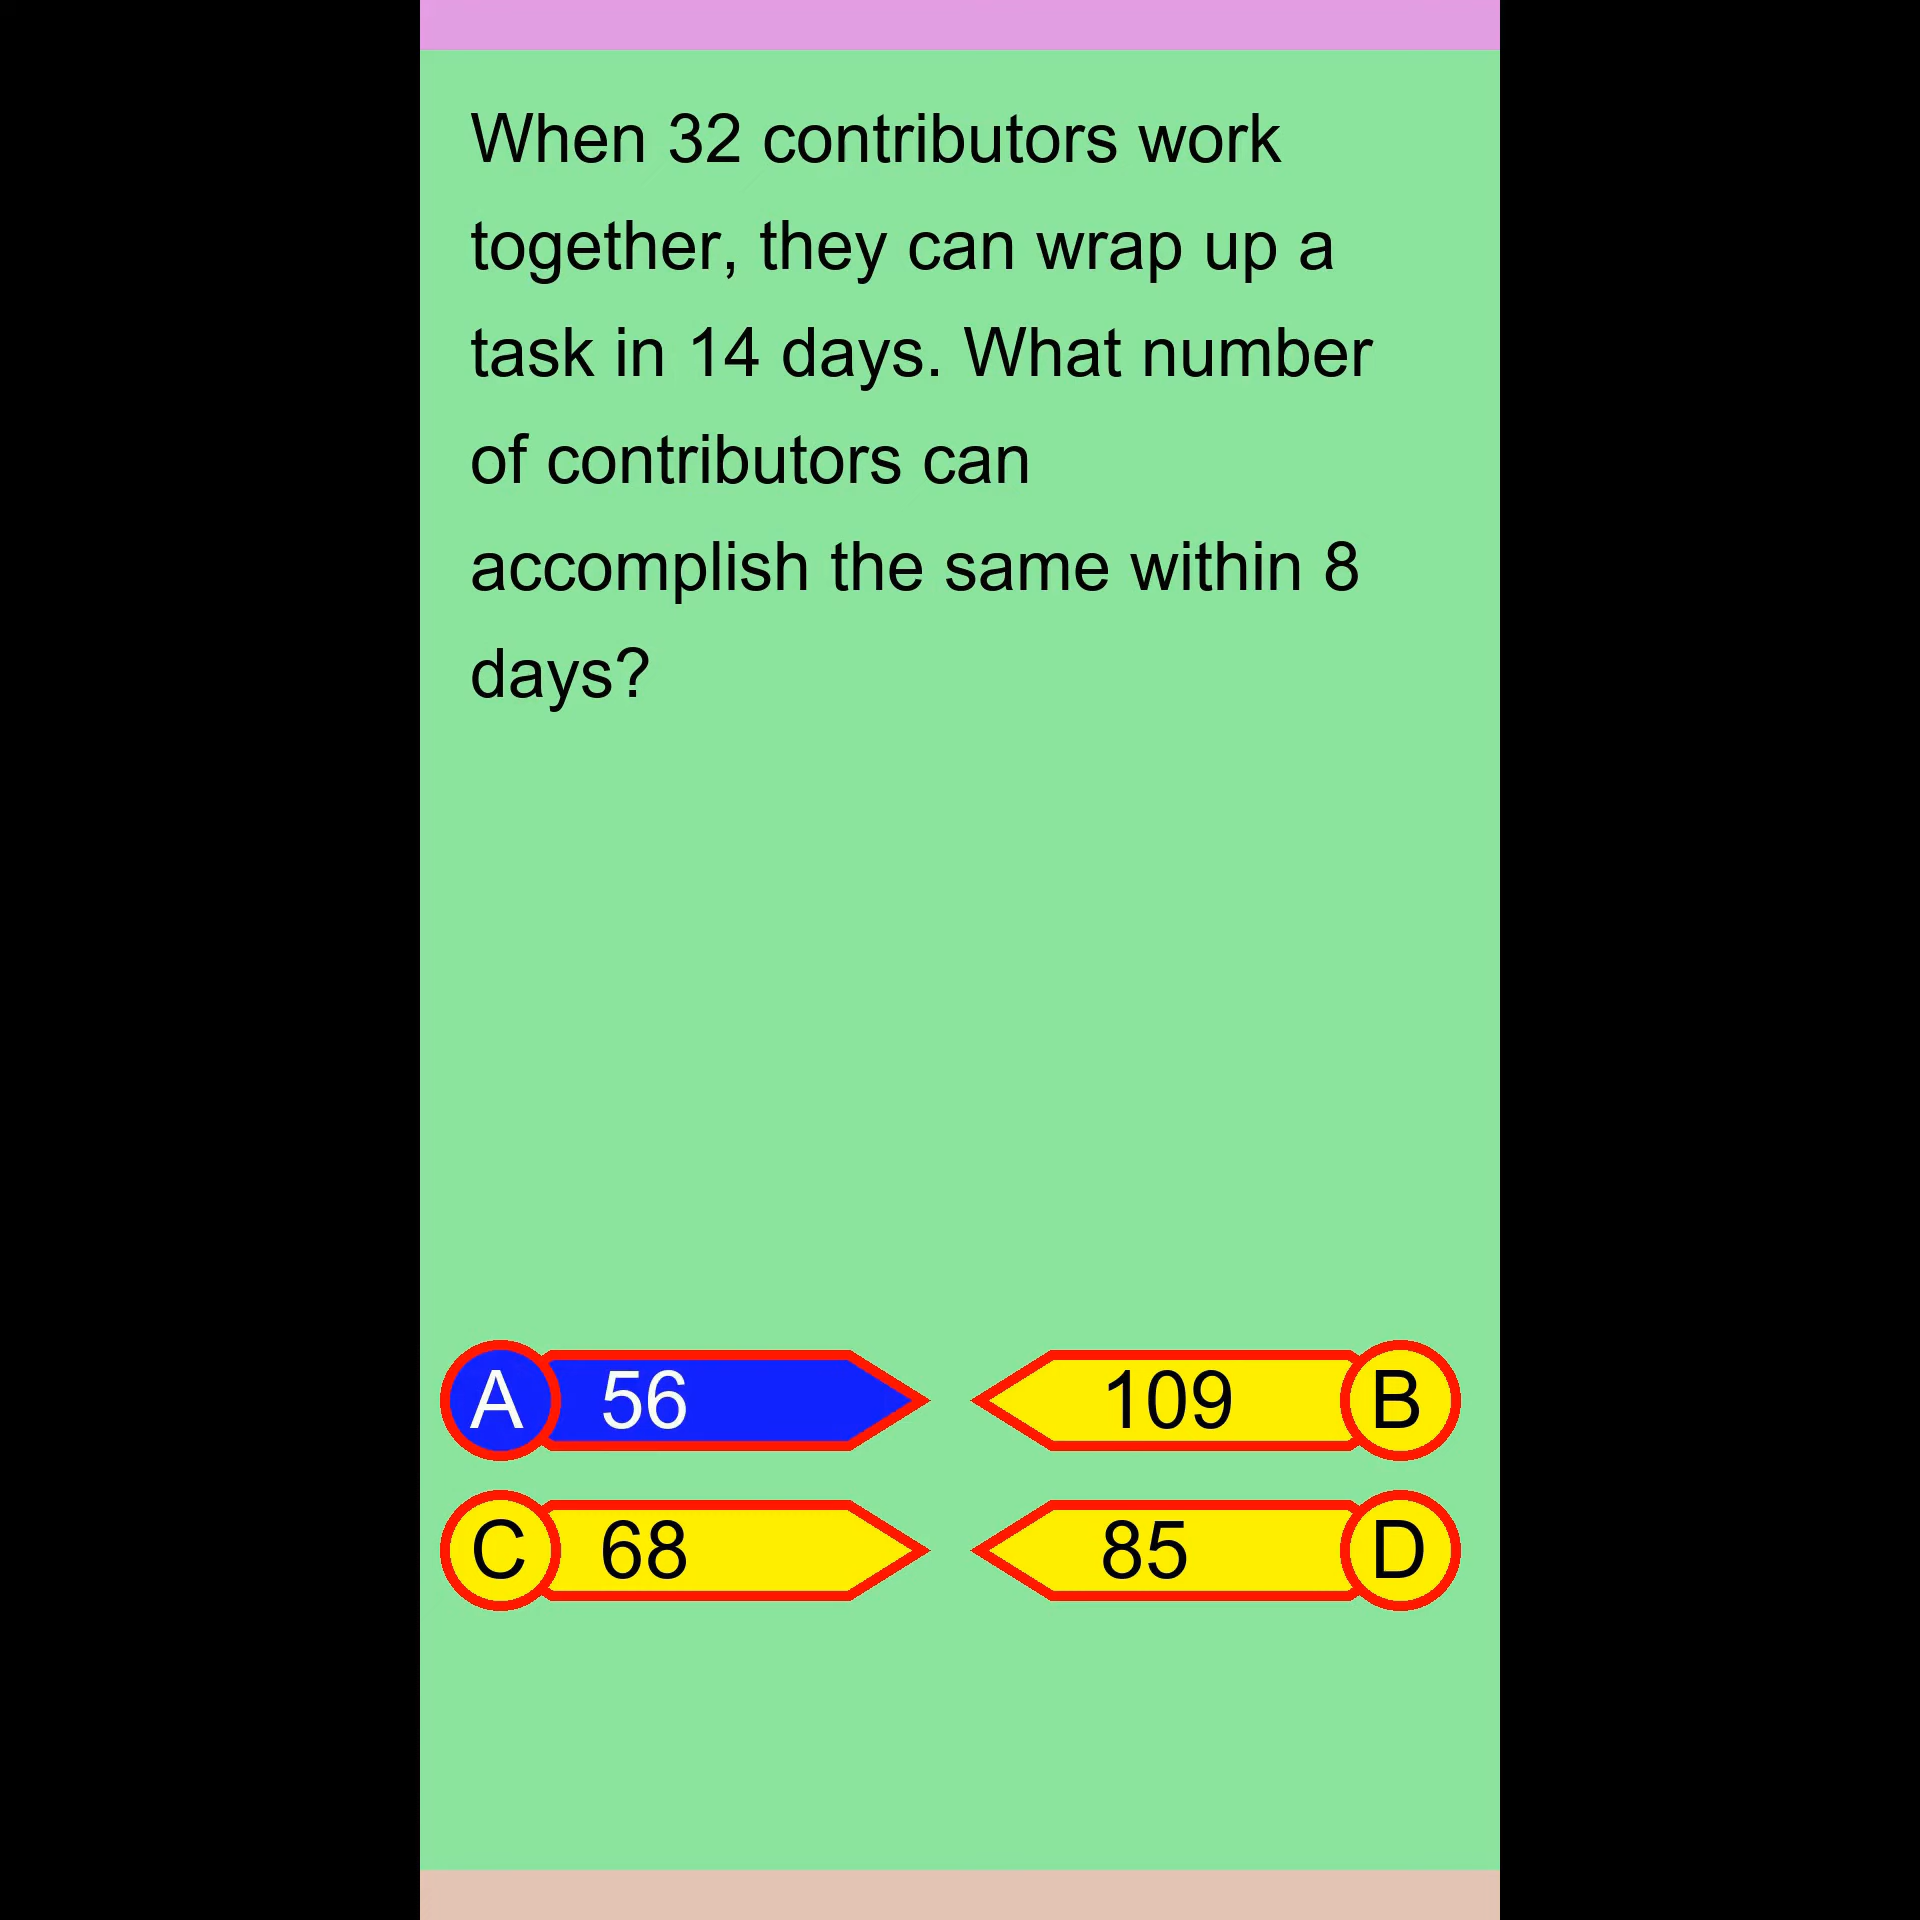 When 32 contributors work
together, they can wrap up a
task in 14 days. What number
of contributors can
accomplish the same within 8
days?
A 56
109 B
C 68
85 D